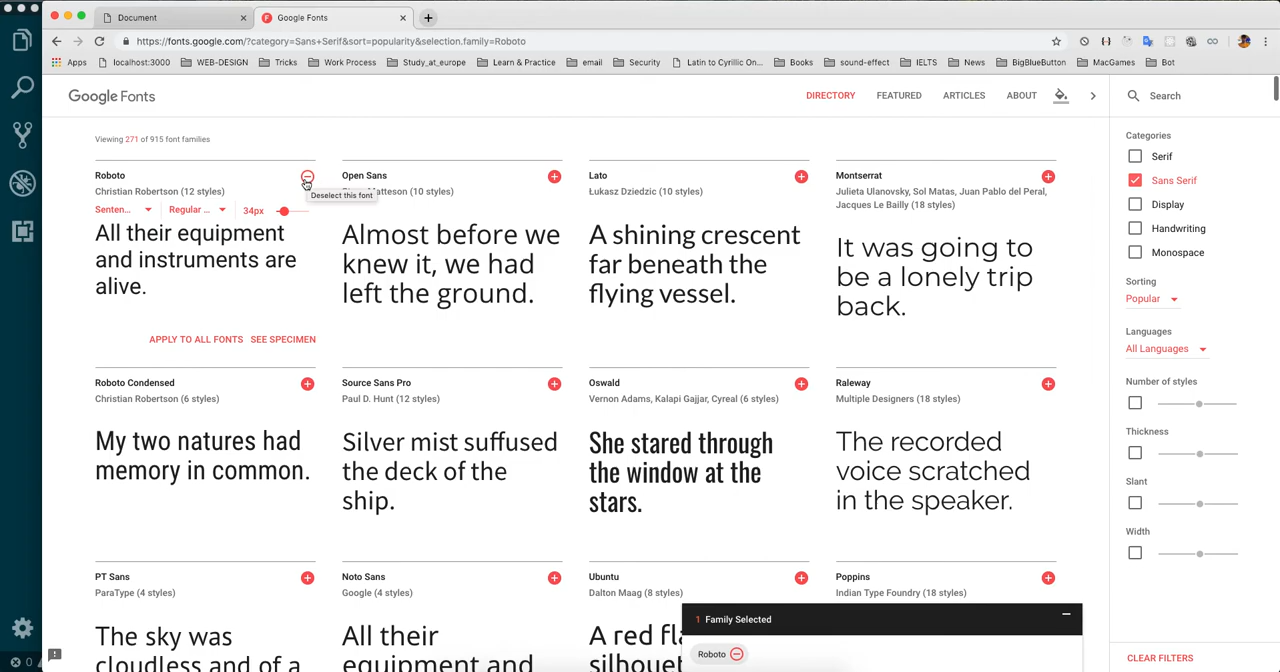 Document
Google Fonts
https://fonts.google.com/?category=Sans+Serif&sort=popularity&selection.family=Roboto
Apps localhost:3000 WEB-DESIGN Tricks Work Process Study_at_europe Learn & Practice email Security Latin to Cyrillic On... Books sound-effect IELTS News BigBlueButton MacGames Bot
Google Fonts
DIRECTORY FEATURED ARTICLES ABOUT
Search
Viewing 271 of 915 font families
Roboto
Christian Robertson (12 styles)
Deselect this font
Senten... Regular ... 34px
All their equipment
and instruments are
alive.
APPLY TO ALL FONTS SEE SPECIMEN
Open Sans
Matteson (10 styles)
Almost before we
knew it, we had
left the ground.
Lato
Łukasz Dziedzic (10 styles)
A shining crescent
far beneath the
flying vessel.
Montserrat
Julieta Ulanovsky, Sol Matas, Juan Pablo del Peral,
Jacques Le Bailly (18 styles)
It was going to
be a lonely trip
back.
Roboto Condensed
Christian Robertson (6 styles)
My two natures had
memory in common.
Source Sans Pro
Paul D. Hunt (12 styles)
Silver mist suffused
the deck of the
ship.
Oswald
Vernon Adams, Kalapi Gajjar, Cyreal (6 styles)
She stared through
the window at the
stars.
Raleway
Multiple Designers (18 styles)
The recorded
voice scratched
in the speaker.
PT Sans
ParaType (4 styles)
The sky was
cloudless and of a
Noto Sans
Google (4 styles)
All their
equipment and
Ubuntu
Dalton Maag (8 styles)
A red
silhouet
Poppins
Indian Type Foundry (18 styles)
1 Family Selected
Roboto
Categories
Serif
Sans Serif
Display
Handwriting
Monospace
Sorting
Popular
Languages
All Languages
Number of styles
Thickness
Slant
Width
CLEAR FILTERS
0